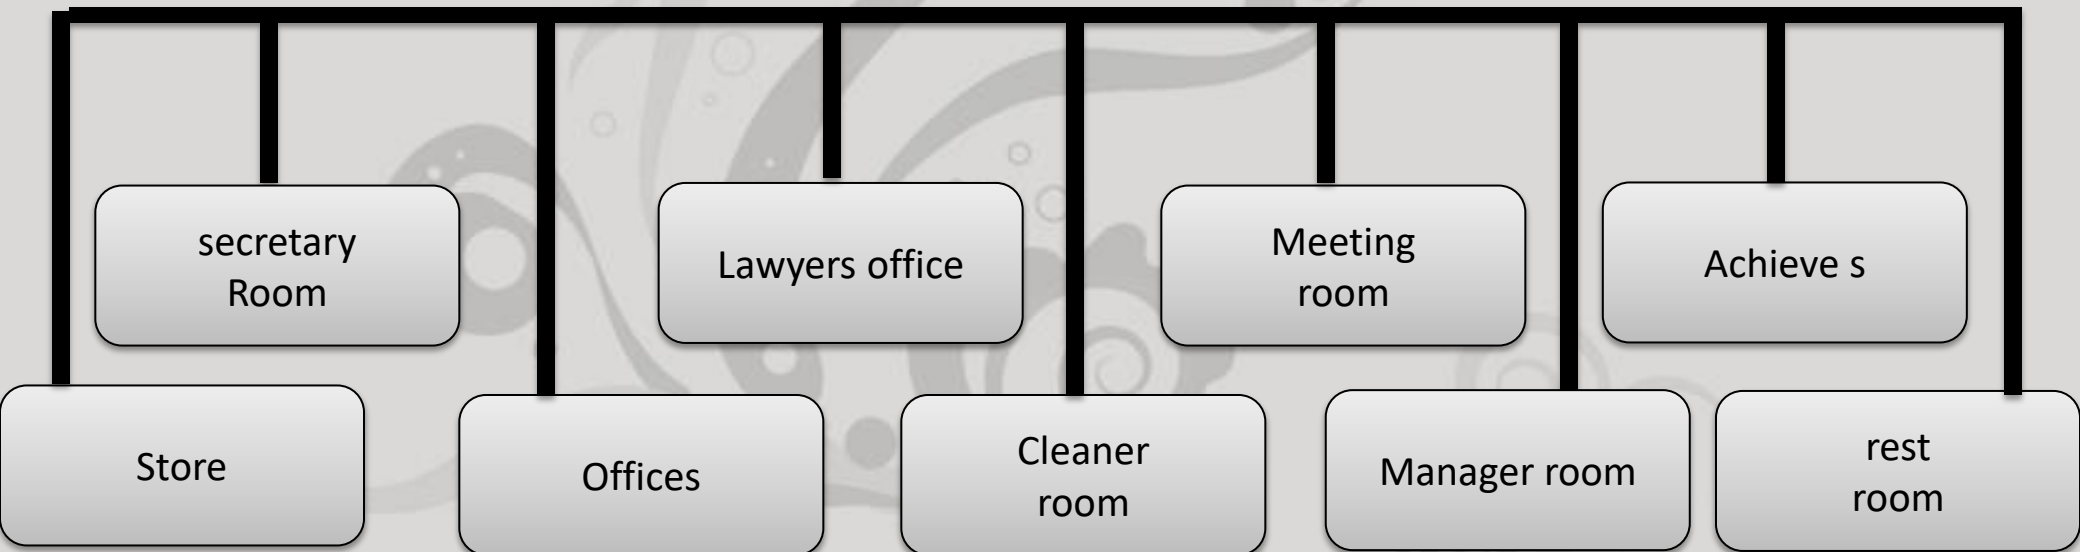 secretary
Room
Lawyers office
Meeting
room
Achieve s
Store
Offices
Cleaner
room
Manager room
rest
room